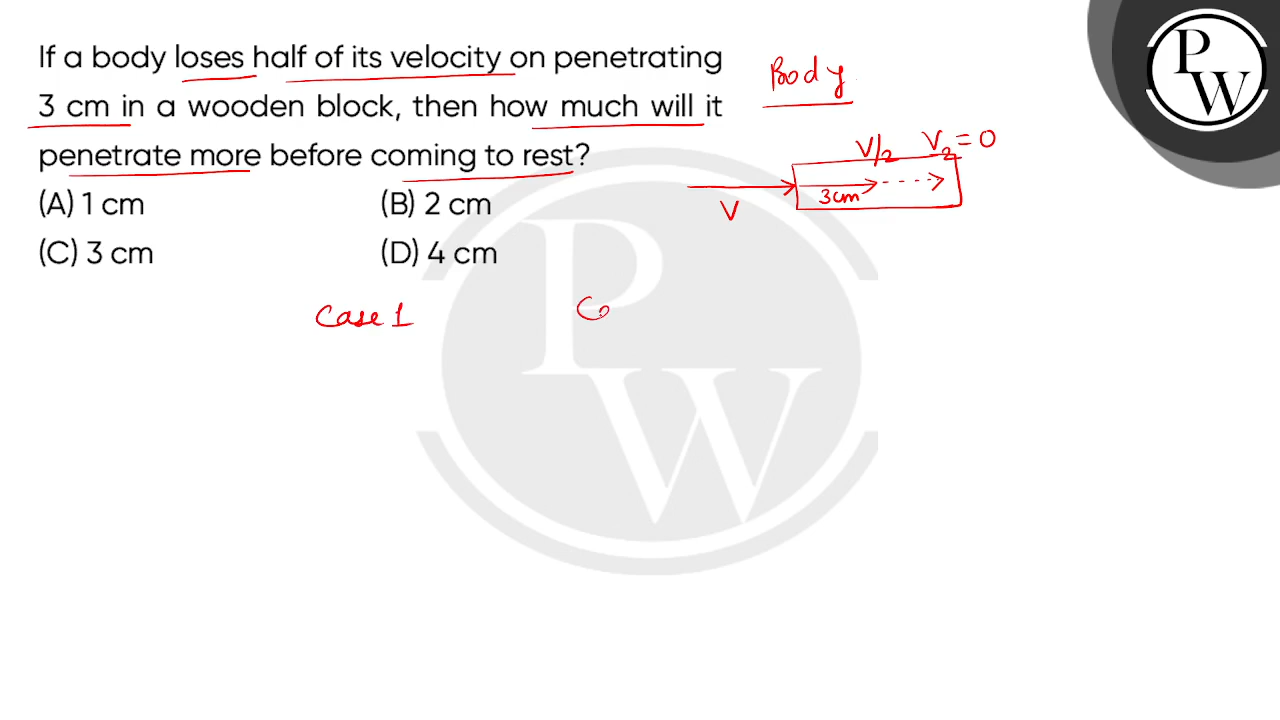 If a body loses half of its velocity on penetrating
3 cm in a wooden block, then how much will it
penetrate more before coming to rest?
(A) 1 cm (B) 2 cm
(C) 3 cm (D) 4 cm
Body
V/2 V₂ = 0
3cm
V
Case 1 Co
P
W
P
W